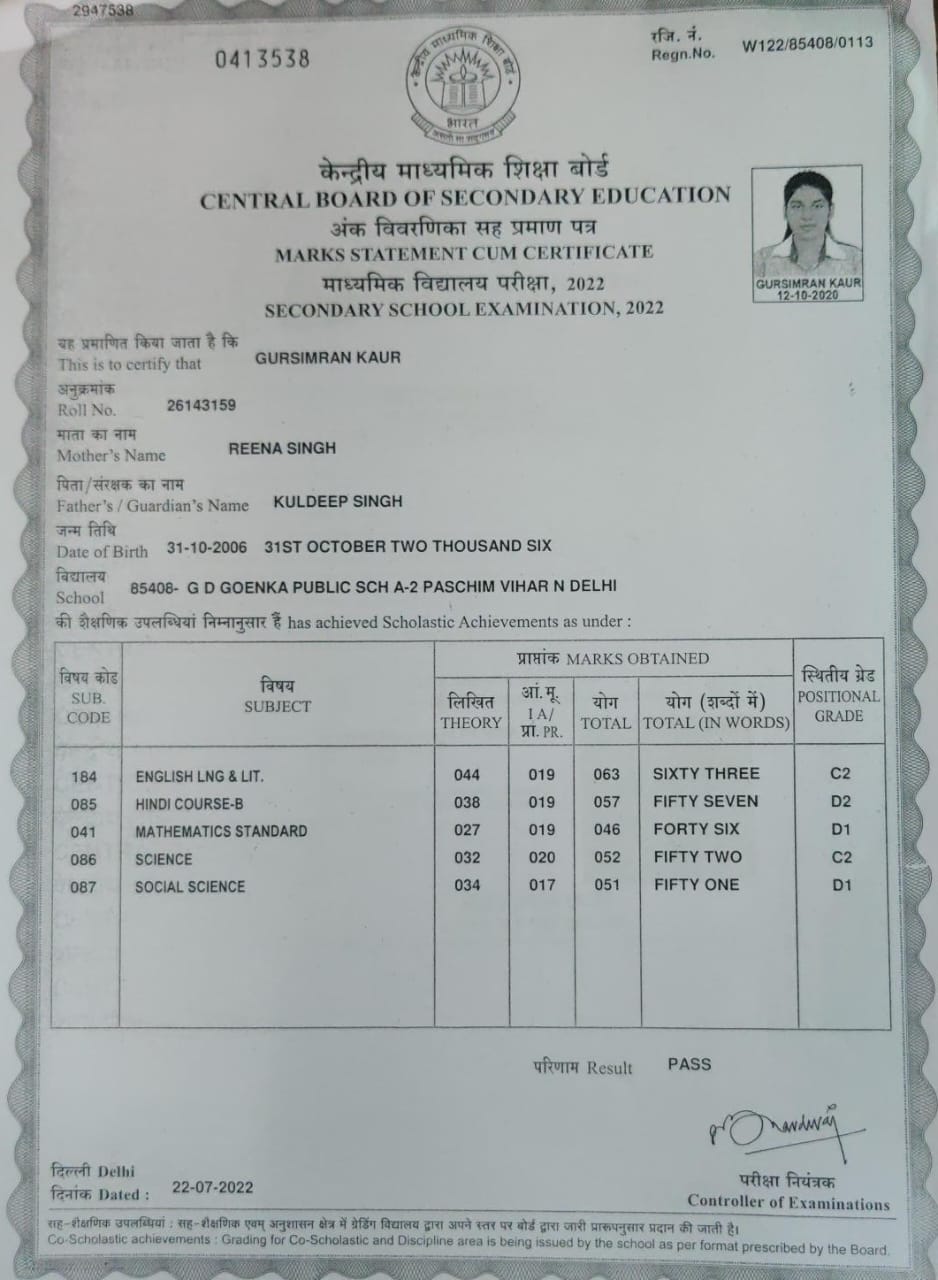 2947538
0413538
रजि. नं.
Regn.No. W122/85408/0113
केन्द्रीय माध्यमिक शिक्षा बोर्ड
भारत
केन्द्रीय माध्यमिक शिक्षा बोर्ड
CENTRAL BOARD OF SECONDARY EDUCATION
अंक विवरणिका सह प्रमाण पत्र
MARKS STATEMENT CUM CERTIFICATE
माध्यमिक विद्यालय परीक्षा, 2022
SECONDARY SCHOOL EXAMINATION, 2022
GURSIMRAN KAUR
12-10-2020
यह प्रमाणित किया जाता है कि
This is to certify that GURSIMRAN KAUR
अनुक्रमांक
Roll No. 26143159
माता का नाम
Mother's Name REENA SINGH
पिता/संरक्षक का नाम
Father's / Guardian's Name KULDEEP SINGH
जन्म तिथि
Date of Birth 31-10-2006 31ST OCTOBER TWO THOUSAND SIX
विद्यालय
School 85408- G D GOENKA PUBLIC SCH A-2 PASCHIM VIHAR N DELHI
की शैक्षणिक उपलब्धियां निम्नानुसार हैं has achieved Scholastic Achievements as under :
विषय कोड SUB. CODE
विषय SUBJECT
प्राप्तांक MARKS OBTAINED
लिखित THEORY
आं.मू. I A/ प्रा. PR.
योग TOTAL
योग (शब्दों में) TOTAL (IN WORDS)
स्थितीय ग्रेड POSITIONAL GRADE
184 ENGLISH LNG & LIT. 044 019 063 SIXTY THREE C2
085 HINDI COURSE-B 038 019 057 FIFTY SEVEN D2
041 MATHEMATICS STANDARD 027 019 046 FORTY SIX D1
086 SCIENCE 032 020 052 FIFTY TWO C2
087 SOCIAL SCIENCE 034 017 051 FIFTY ONE D1
परिणाम Result PASS
दिल्ली Delhi
दिनांक Dated : 22-07-2022
परीक्षा नियंत्रक
Controller of Examinations
सह-शैक्षणिक उपलब्धियां : सह-शैक्षणिक एवम् अनुशासन क्षेत्र में ग्रेडिंग विद्यालय द्वारा अपने स्तर पर बोर्ड द्वारा जारी प्रारूपनुसार प्रदान की जाती है।
Co-Scholastic achievements : Grading for Co-Scholastic and Discipline area is being issued by the school as per format prescribed by the Board.